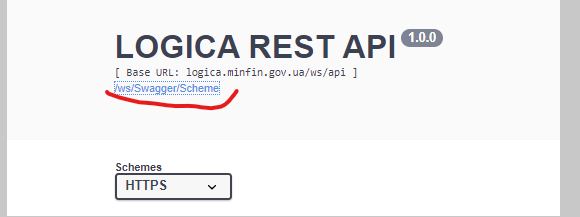 LOGICA REST API 1.0.0
[ Base URL: logica.minfin.gov.ua/ws/api ]
/ws/Swagger/Scheme
Schemes
HTTPS